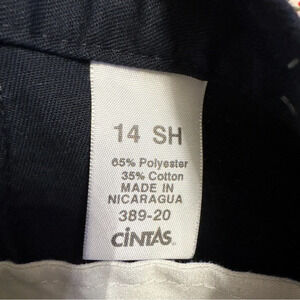 14 SH
65% Polyester
35% Cotton
MADE IN
NICARAGUA
389-20
CINTAS